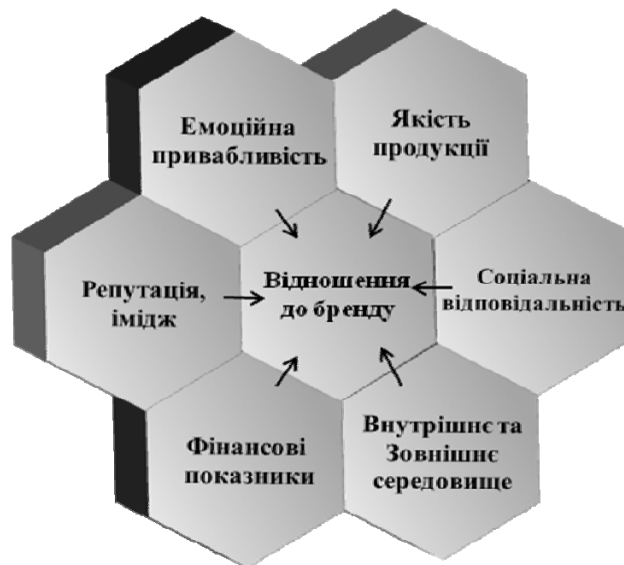 Емоційна
привабливість
Якість
продукції
Репутація,
імідж
Відношення
до бренду
Соціальна
відповідальність
Фінансові
показники
Внутрішнє та
Зовнішнє
середовище